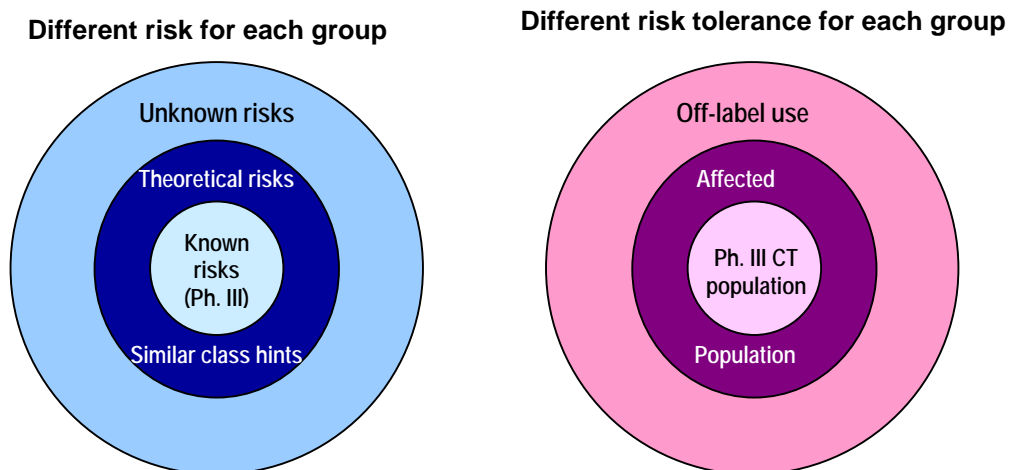 Different risk for each group
Unknown risks
Theoretical risks
Known
risks
(Ph. III)
Similar class hints
Different risk tolerance for each group
Off-label use
Affected
Ph. III CT
population
Population